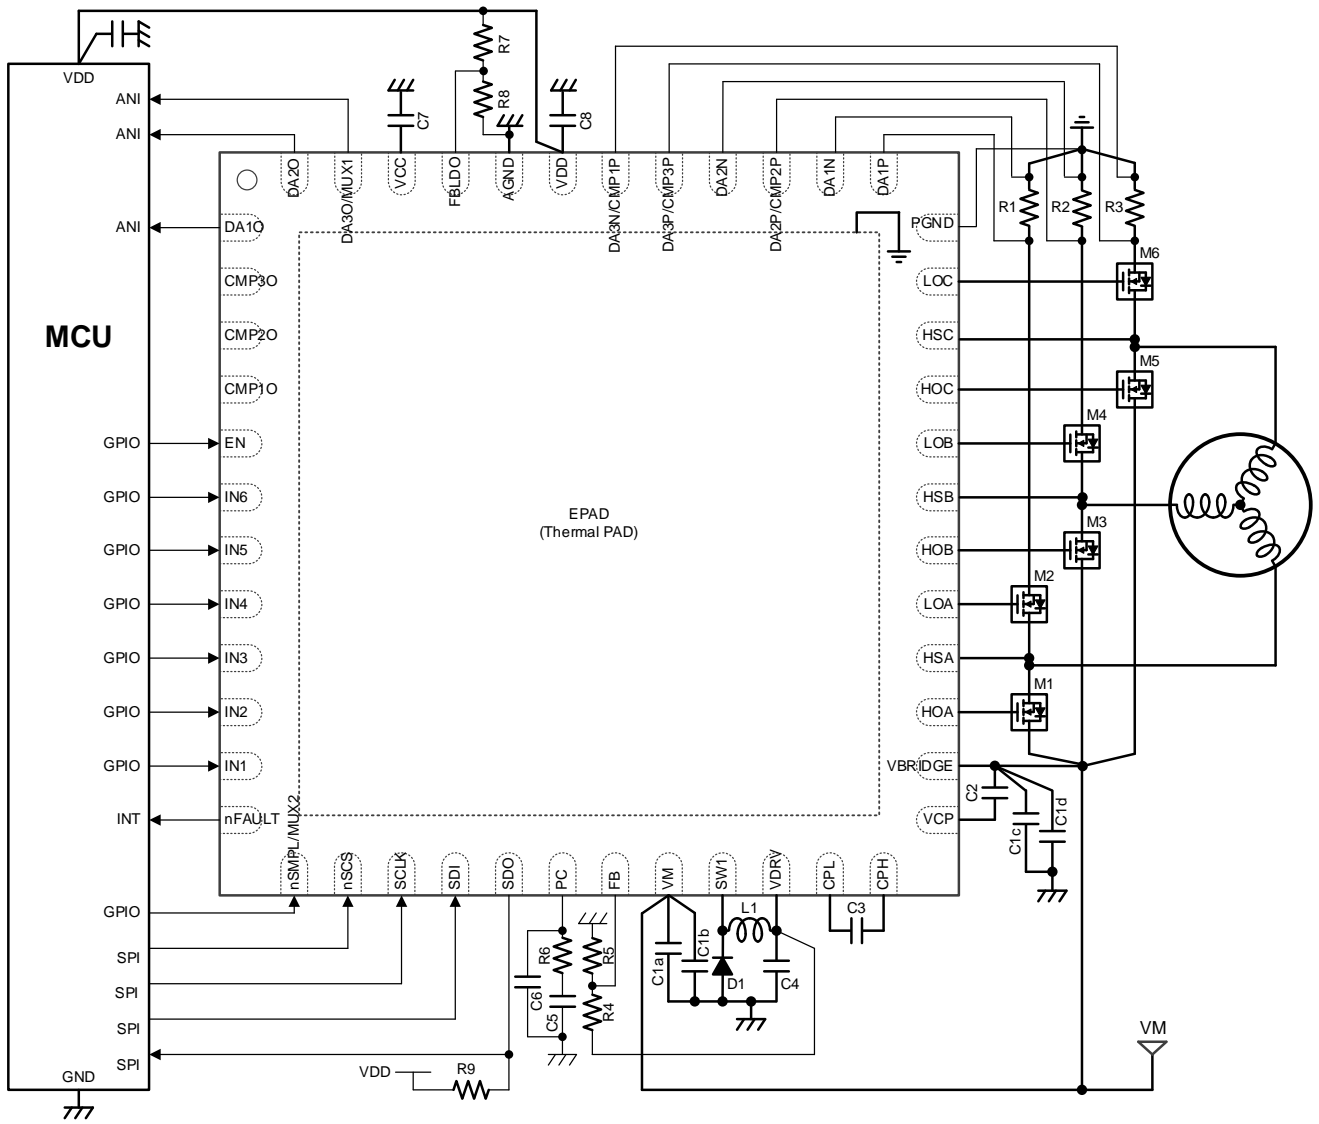 VDD
R7
R8
C7
C8
ANI
ANI
ANI
DA2O
DA3O/MUX1
VCC
FBLDO
AGND
VDD
DA3N/CMP1P
DA3P/CMP3P
DA2N
DA2P/CMP2P
DA1N
DA1P
R1
R2
R3
DA1O
PGND
M6
CMP3O
LOC
MCU
CMP2O
HSC
M5
CMP1O
HOC
M4
GPIO
EN
LOB
GPIO
IN6
HSB
EPAD
(Thermal PAD)
M3
GPIO
IN5
HOB
M2
GPIO
IN4
LOA
GPIO
IN3
HSA
M1
GPIO
IN2
HOA
GPIO
IN1
VBRIDGE
C2
C1c
C1d
INT
nFAULT
VCP
nSMPL/MUX2
nSCS
SCLK
SDI
SDO
PC
FB
VM
SW1
VDRV
CPL
CPH
GPIO
L1
C3
SPI
R6
R5
C1a
C1b
D1
C4
SPI
C6
C5
R4
SPI
VM
SPI
GND
VDD
R9